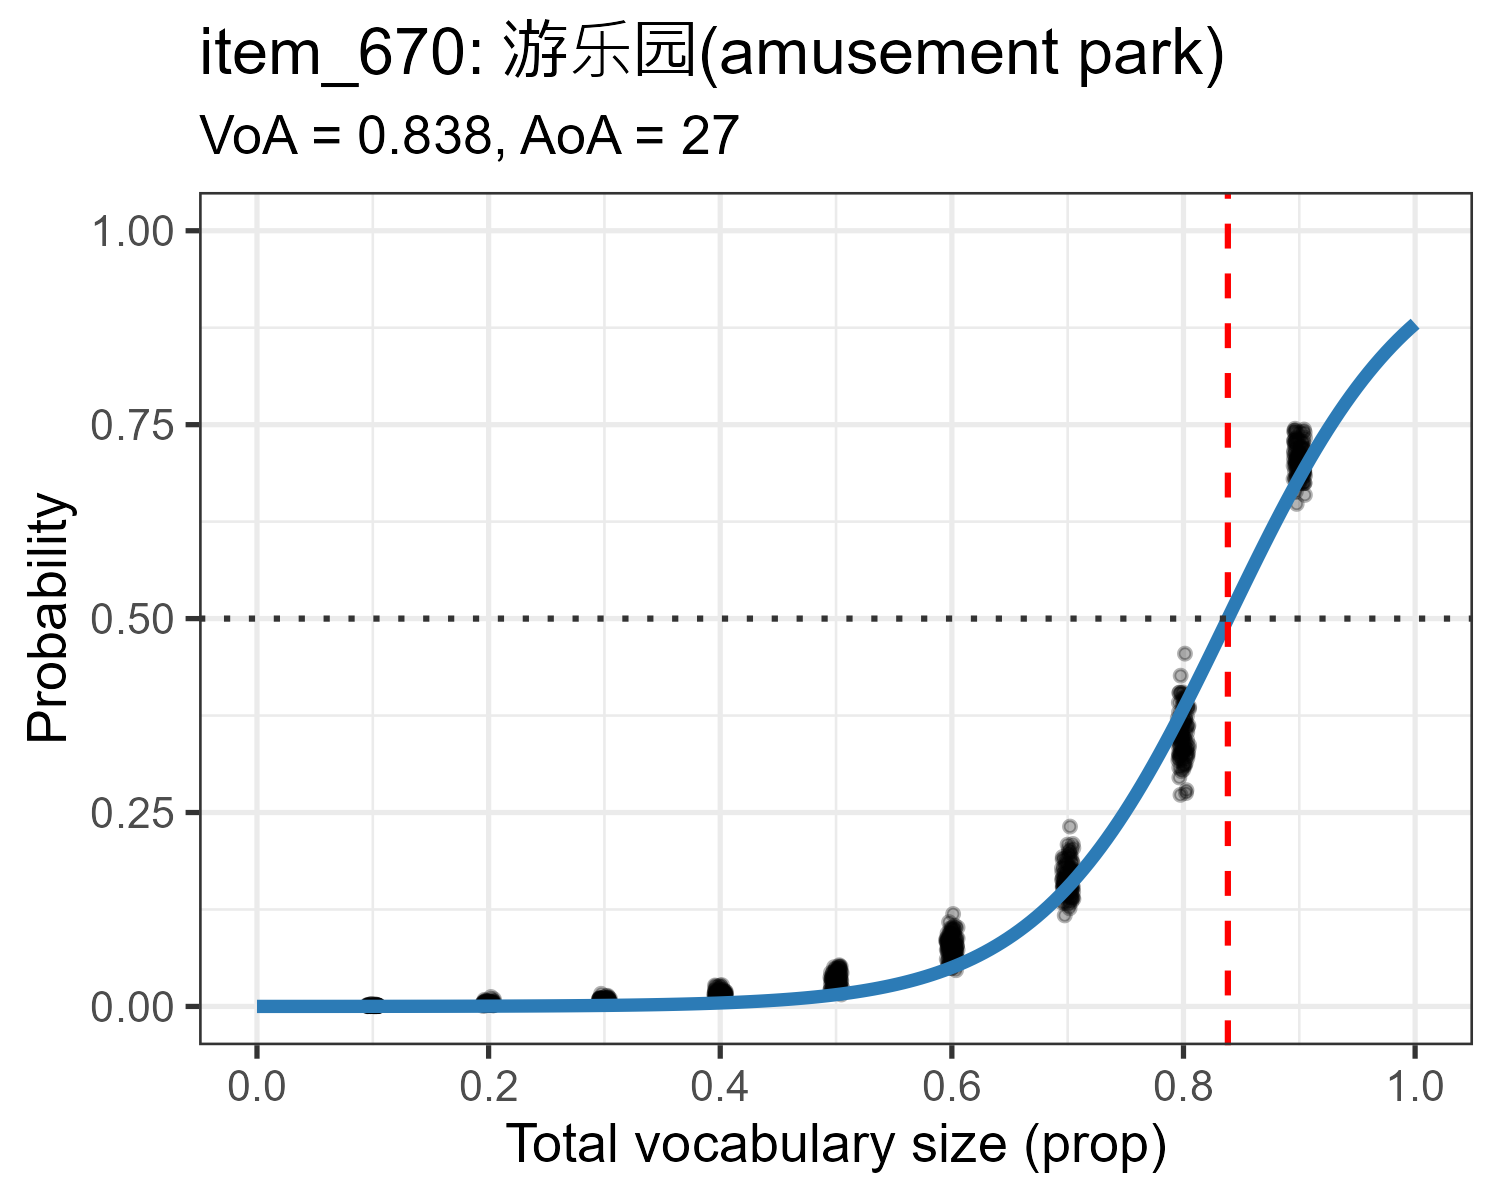 item_670: 游乐园(amusement park)
VoA = 0.838, AoA = 27
1.00
0.75
0.50
0.25
0.00
Probability
0.0 0.2 0.4 0.6 0.8 1.0
Total vocabulary size (prop)